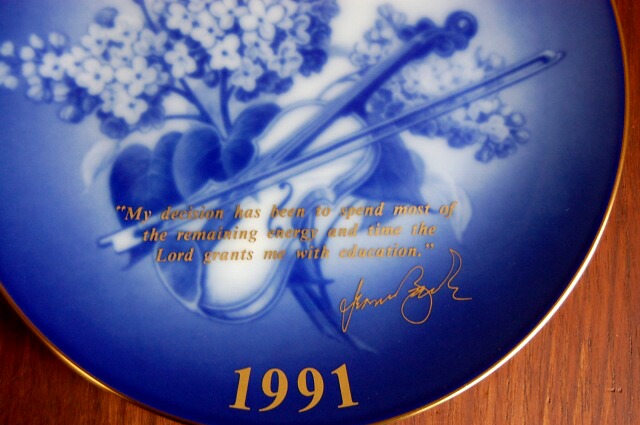 "My decision has been to spend most of
the remaining energy and time the
Lord grants me with education."
1991